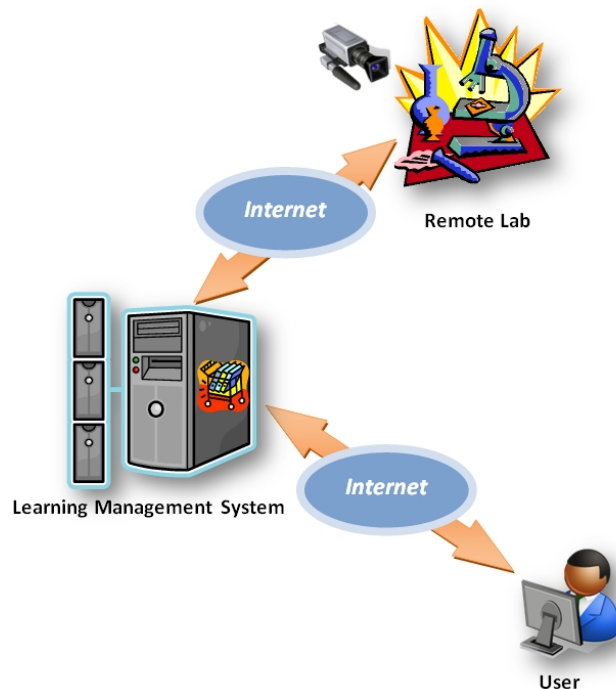 Internet
Remote Lab
Learning Management System
Internet
User